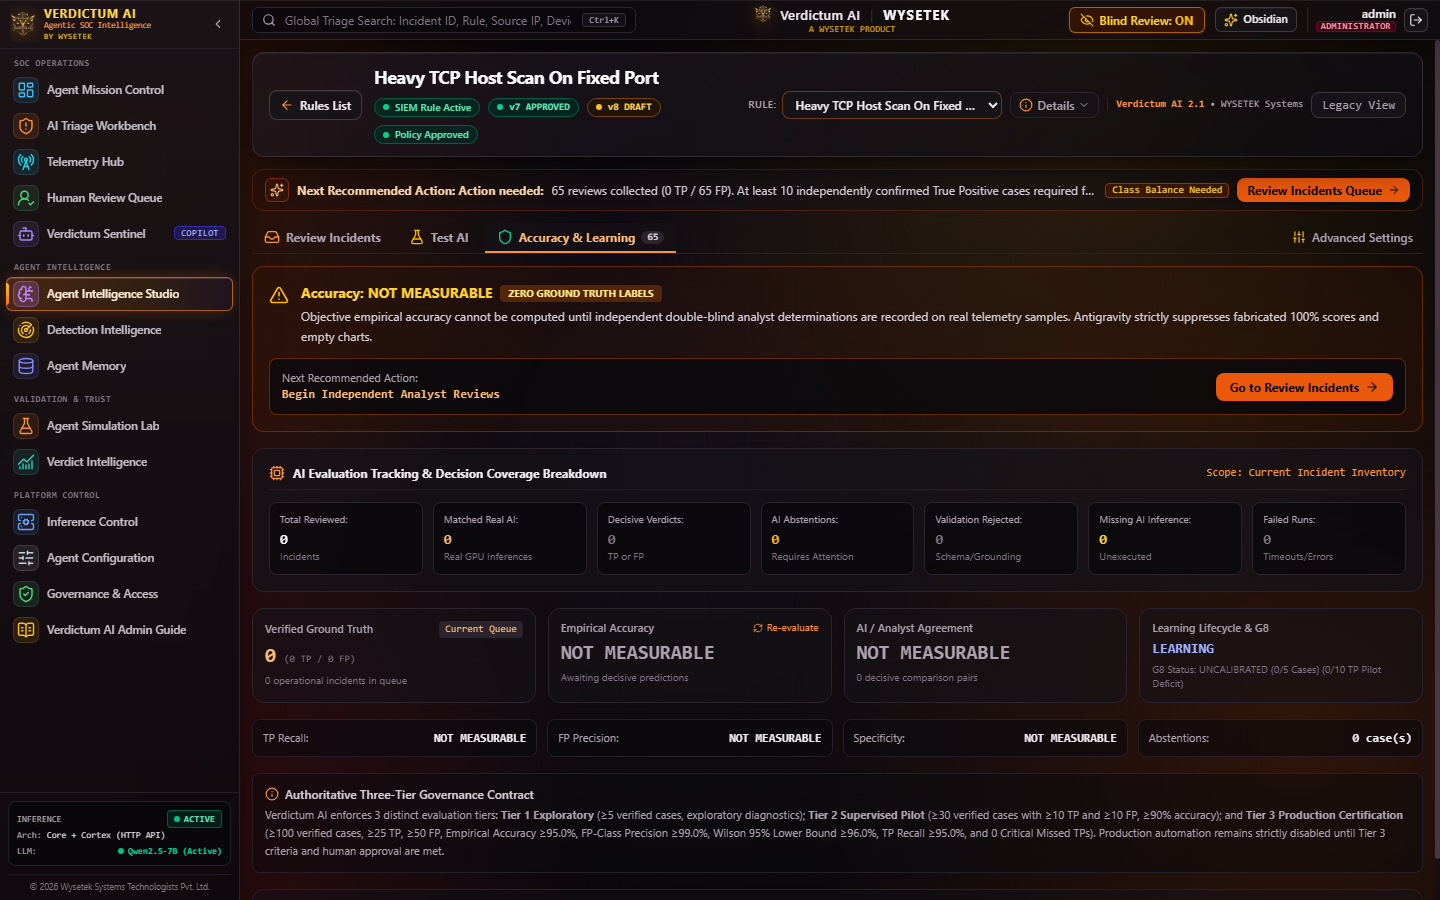 VERDICTUM AI
Agentic SOC Intelligence
BY WYSETEK
SOC OPERATIONS
Agent Mission Control
AI Triage Workbench
Telemetry Hub
Human Review Queue
Verdictum Sentinel
COPILOT
AGENT INTELLIGENCE
Agent Intelligence Studio
Detection Intelligence
Agent Memory
VALIDATION & TRUST
Agent Simulation Lab
Verdict Intelligence
PLATFORM CONTROL
Inference Control
Agent Configuration
Governance & Access
Verdictum AI Admin Guide
INFERENCE
ACTIVE
Arch: Core + Cortex (HTTP API)
LLM: Qwen2.5-7B (Active)
© 2026 Wysetek Systems Technologists Pvt. Ltd.
Global Triage Search: Incident ID, Rule, Source IP, Devi
Ctrl+K
Verdictum AI | WYSETEK
A WYSETEK PRODUCT
Blind Review: ON
Obsidian
admin
ADMINISTRATOR
Rules List
Heavy TCP Host Scan On Fixed Port
SIEM Rule Active
v7 APPROVED
v8 DRAFT
Policy Approved
RULE:
Heavy TCP Host Scan On Fixed ...
Details
Verdictum AI 2.1 • WYSETEK Systems
Legacy View
Next Recommended Action: Action needed: 65 reviews collected (0 TP / 65 FP). At least 10 independently confirmed True Positive cases required f...
Class Balance Needed
Review Incidents Queue
Review Incidents
Test AI
Accuracy & Learning 65
Advanced Settings
Accuracy: NOT MEASURABLE
ZERO GROUND TRUTH LABELS
Objective empirical accuracy cannot be computed until independent double-blind analyst determinations are recorded on real telemetry samples. Antigravity strictly suppresses fabricated 100% scores and
empty charts.
Next Recommended Action:
Begin Independent Analyst Reviews
Go to Review Incidents
AI Evaluation Tracking & Decision Coverage Breakdown
Scope: Current Incident Inventory
Total Reviewed:
0
Incidents
Matched Real AI:
0
Real GPU Inferences
Decisive Verdicts:
0
TP or FP
AI Abstentions:
0
Requires Attention
Validation Rejected:
0
Schema/Grounding
Missing AI Inference:
0
Unexecuted
Failed Runs:
0
Timeouts/Errors
Verified Ground Truth
Current Queue
0 (0 TP / 0 FP)
0 operational incidents in queue
Empirical Accuracy
Re-evaluate
NOT MEASURABLE
Awaiting decisive predictions
AI / Analyst Agreement
NOT MEASURABLE
0 decisive comparison pairs
Learning Lifecycle & G8
LEARNING
G8 Status: UNCALIBRATED (0/5 Cases) (0/10 TP Pilot
Deficit)
TP Recall: NOT MEASURABLE
FP Precision: NOT MEASURABLE
Specificity: NOT MEASURABLE
Abstentions: 0 case(s)
Authoritative Three-Tier Governance Contract
Verdictum AI enforces 3 distinct evaluation tiers: Tier 1 Exploratory (≥5 verified cases, exploratory diagnostics); Tier 2 Supervised Pilot (≥30 verified cases with ≥10 TP and ≥10 FP, ≥90% accuracy); and Tier 3 Production Certification
(≥100 verified cases, ≥25 TP, ≥50 FP, Empirical Accuracy ≥95.0%, FP-Class Precision ≥99.0%, Wilson 95% Lower Bound ≥96.0%, TP Recall ≥95.0%, and 0 Critical Missed TPs). Production automation remains strictly disabled until Tier 3
criteria and human approval are met.